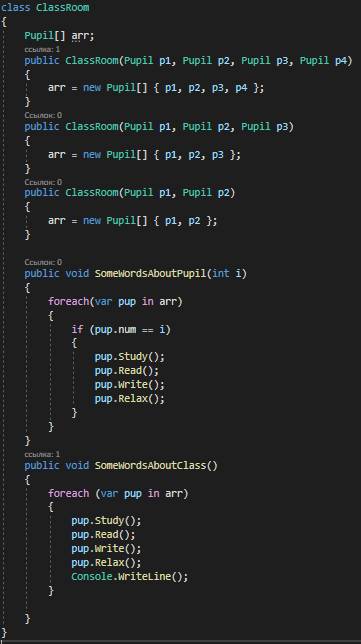 class ClassRoom
{
Pupil[] arr;
ссылка: 1
public ClassRoom(Pupil p1, Pupil p2, Pupil p3, Pupil p4)
{
arr = new Pupil[] { p1, p2, p3, p4 };
}
Ссылок: 0
public ClassRoom(Pupil p1, Pupil p2, Pupil p3)
{
arr = new Pupil[] { p1, p2, p3 };
}
Ссылок: 0
public ClassRoom(Pupil p1, Pupil p2)
{
arr = new Pupil[] { p1, p2 };
}
Ссылок: 0
public void SomeWordsAboutPupil(int i)
{
foreach(var pup in arr)
{
if (pup.num == i)
{
pup.Study();
pup.Read();
pup.Write();
pup.Relax();
}
}
}
ссылка: 1
public void SomeWordsAboutClass()
{
foreach (var pup in arr)
{
pup.Study();
pup.Read();
pup.Write();
pup.Relax();
Console.WriteLine();
}
}
}